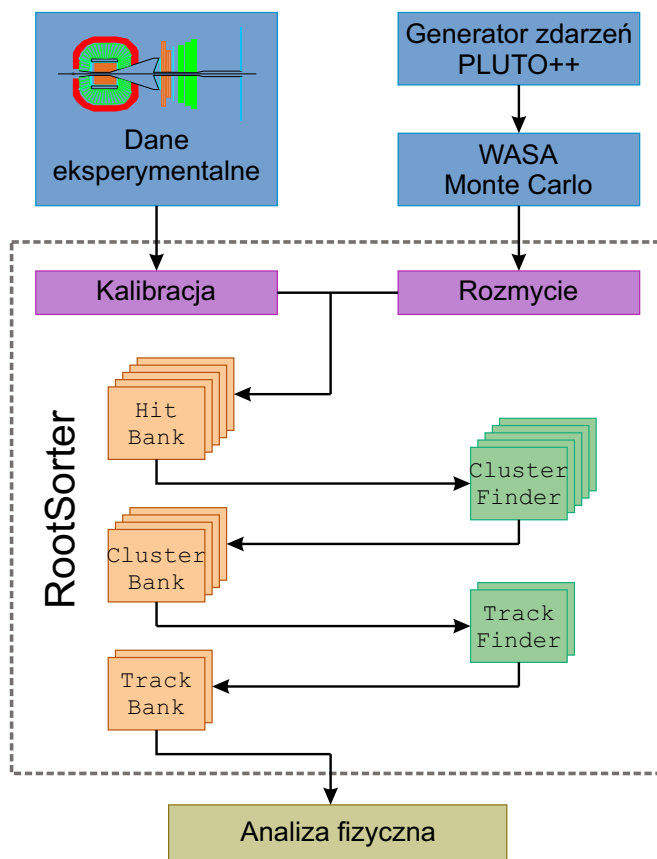 Generator zdarzeń
PLUTO++
Dane
eksperymentalne
WASA
Monte Carlo
Kalibracja
Rozmycie
RootSorter
Hit
Bank
Cluster
Finder
Cluster
Bank
Track
Finder
Track
Bank
Analiza fizyczna